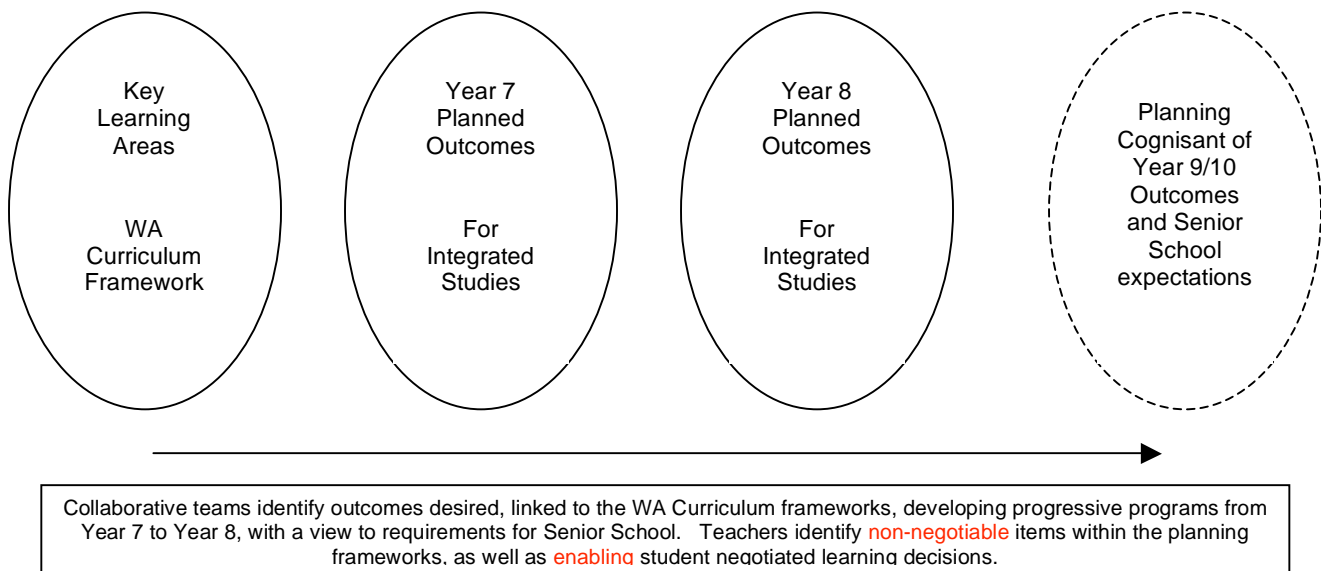 Key
Learning
Areas
WA
Curriculum
Framework
Year 7
Planned
Outcomes
For
Integrated
Studies
Year 8
Planned
Outcomes
For
Integrated
Studies
Planning
Cognisant of
Year 9/10
Outcomes
and Senior
School
expectations
Collaborative teams identify outcomes desired, linked to the WA Curriculum frameworks, developing progressive programs from
Year 7 to Year 8, with a view to requirements for Senior School. Teachers identify non-negotiable items within the planning
frameworks, as well as enabling student negotiated learning decisions.